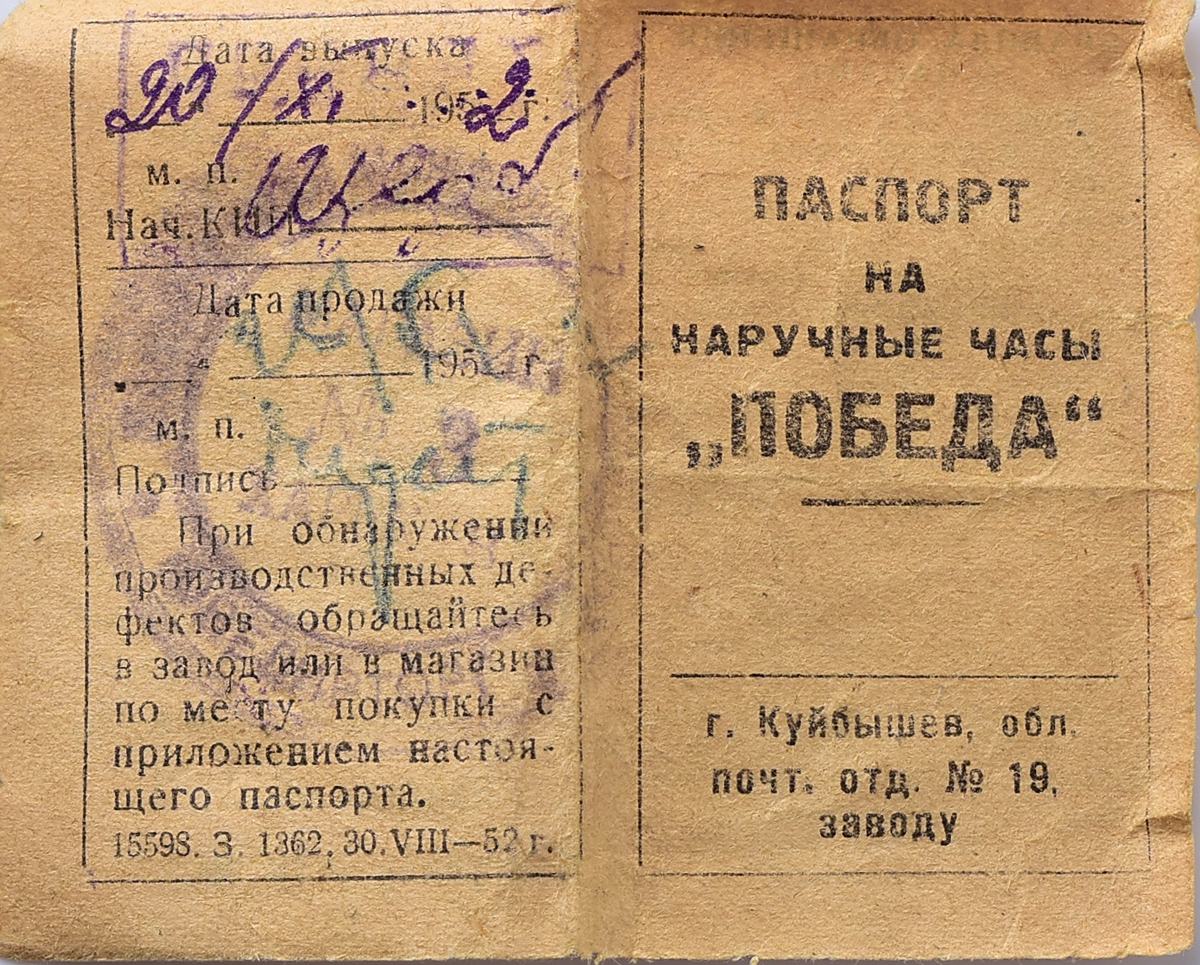 Дата выпуска
20/XI 1952 г.
м. п.
Нач.
Дата продажи
195 г.
м. п.
Подпись
При обнаружении
производственных де-
фектов обращайтесь
в завод или в магазин
по месту покупки с
приложением настоя-
щего паспорта.
15598. З. 1362, 30.VIII—52 г.
ПАСПОРТ
НА
НАРУЧНЫЕ ЧАСЫ
„ПОБЕДА“
г. Куйбышев, обл.
почт. отд. № 19,
заводу